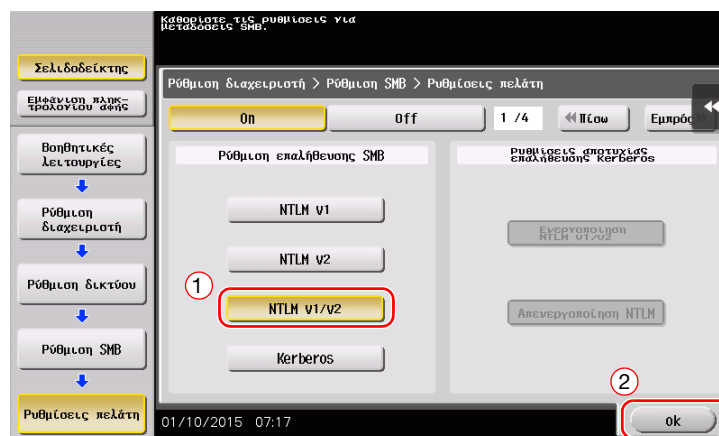 Καθορίστε τις ρυθμίσεις για
μεταδόσεις SMB.
Σελιδοδείκτης
Εμφάνιση πληκ-
τρολογίου αφής
Βοηθητικές
λειτουργίες
Ρύθμιση
διαχειριστή
Ρύθμιση δικτύου
Ρύθμιση SMB
Ρυθμίσεις πελάτη
Ρύθμιση διαχειριστή > Ρύθμιση SMB > Ρυθμίσεις πελάτη
On
Off
1 /4
Πίσω
Εμπρός
Ρύθμιση επαλήθευσης SMB
NTLM v1
NTLM v2
1
NTLM v1/v2
Kerberos
Ρυθμίσεις αποτυχίας
επαλήθευσης Kerberos
Ενεργοποίηση
NTLM v1/v2
Απενεργοποίηση NTLM
2
01/10/2015 07:17
ok